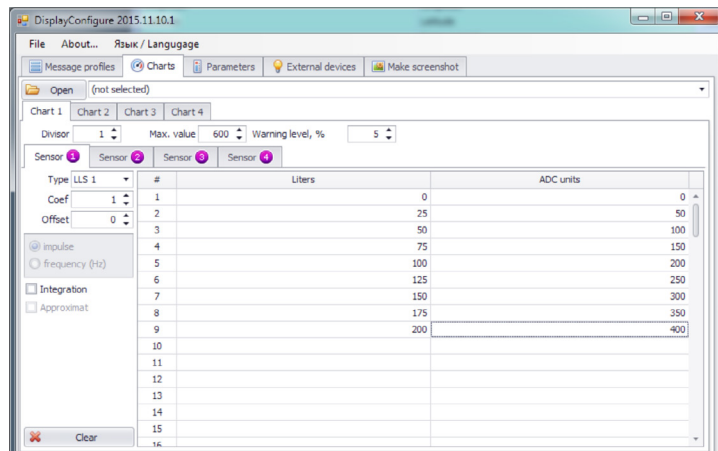 DisplayConfigure 2015.11.10.1
File About... Язык / Langugage
Message profiles Charts Parameters External devices Make screenshot
Open (not selected)
Chart 1 Chart 2 Chart 3 Chart 4
Divisor 1 Max. value 600 Warning level, % 5
Sensor 1 Sensor 2 Sensor 3 Sensor 4
Type LLS 1
Coef 1
Offset 0
impulse
frequency (Hz)
Integration
Approximat
Clear
# Liters ADC units
1 0 0
2 25 50
3 50 100
4 75 150
5 100 200
6 125 250
7 150 300
8 175 350
9 200 400
10
11
12
13
14
15
16